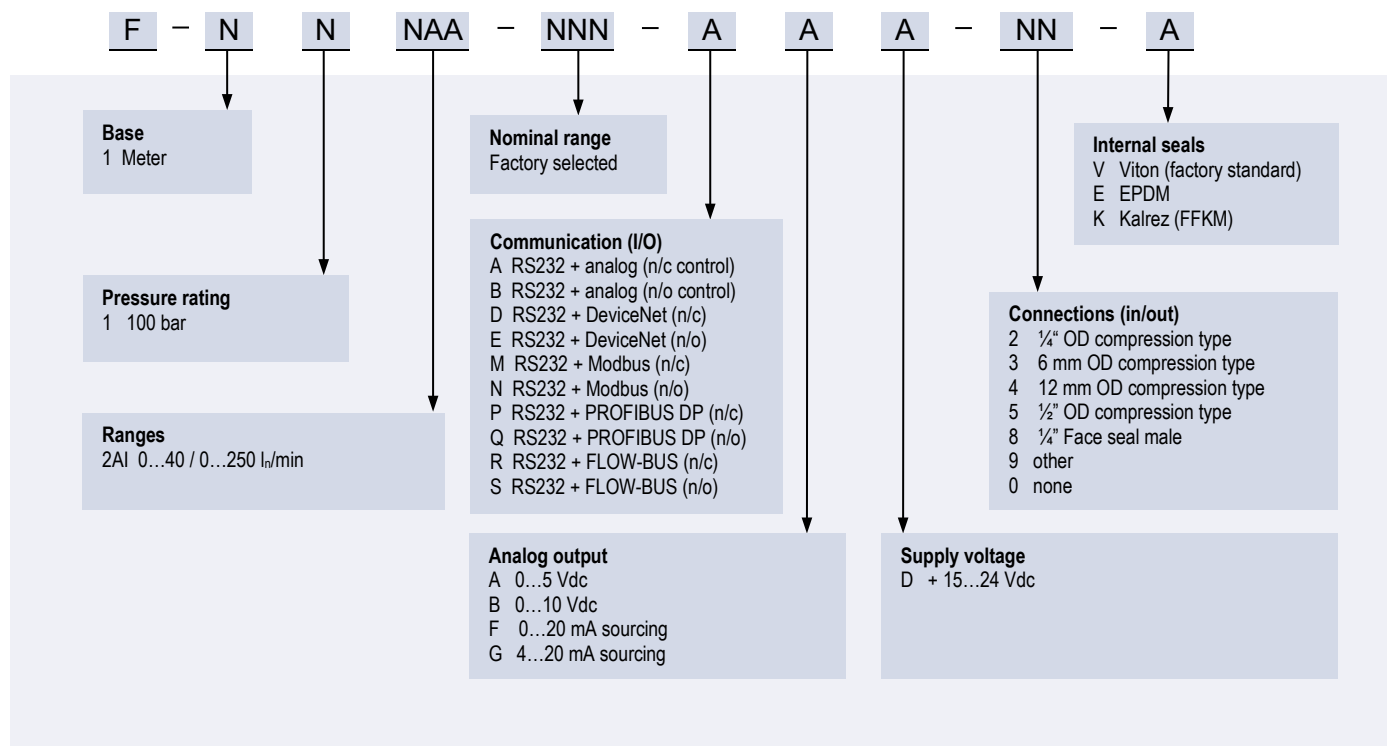 F – N N NAA – NNN – A A A – NN – A
Base
1 Meter
Pressure rating
1 100 bar
Ranges
2AI 0…40 / 0…250 lₙ/min
Nominal range
Factory selected
Communication (I/O)
A RS232 + analog (n/c control)
B RS232 + analog (n/o control)
D RS232 + DeviceNet (n/c)
E RS232 + DeviceNet (n/o)
M RS232 + Modbus (n/c)
N RS232 + Modbus (n/o)
P RS232 + PROFIBUS DP (n/c)
Q RS232 + PROFIBUS DP (n/o)
R RS232 + FLOW-BUS (n/c)
S RS232 + FLOW-BUS (n/o)
Analog output
A 0…5 Vdc
B 0…10 Vdc
F 0…20 mA sourcing
G 4…20 mA sourcing
Supply voltage
D + 15…24 Vdc
Connections (in/out)
2 ¼“ OD compression type
3 6 mm OD compression type
4 12 mm OD compression type
5 ½” OD compression type
8 ¼” Face seal male
9 other
0 none
Internal seals
V Viton (factory standard)
E EPDM
K Kalrez (FFKM)